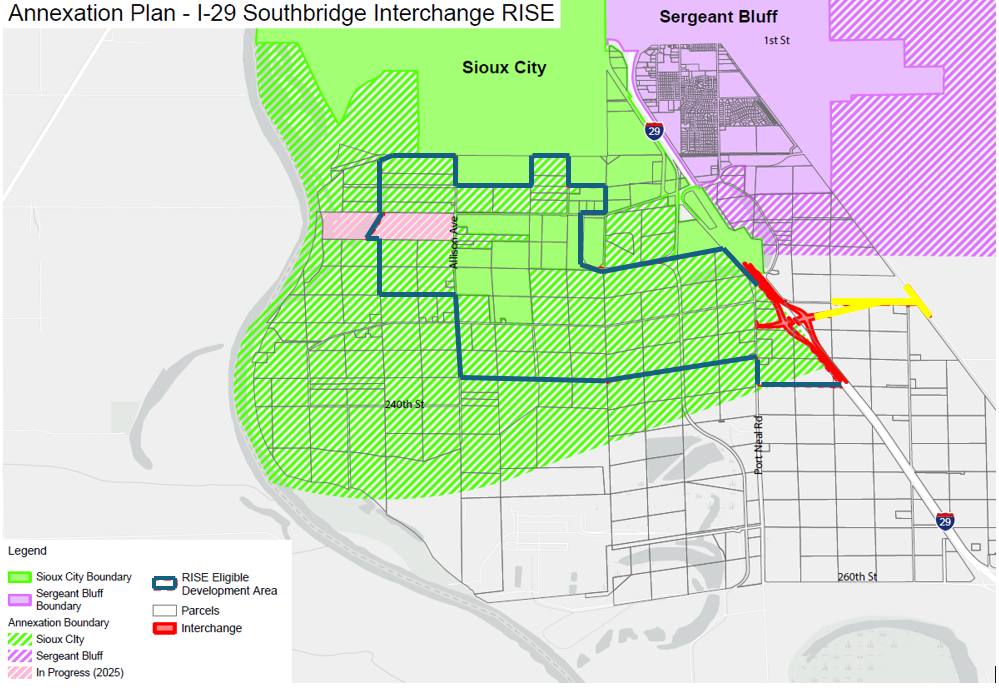 Annexation Plan - I-29 Southbridge Interchange RISE
Sergeant Bluff
1st St
Sioux City
29
Allison Ave
240th St
Port Neal Rd
29
260th St
Legend
Sioux City Boundary
Sergeant Bluff
Boundary
Annexation Boundary
Sioux City
Sergeant Bluff
In Progress (2025)
RISE Eligible
Development Area
Parcels
Interchange